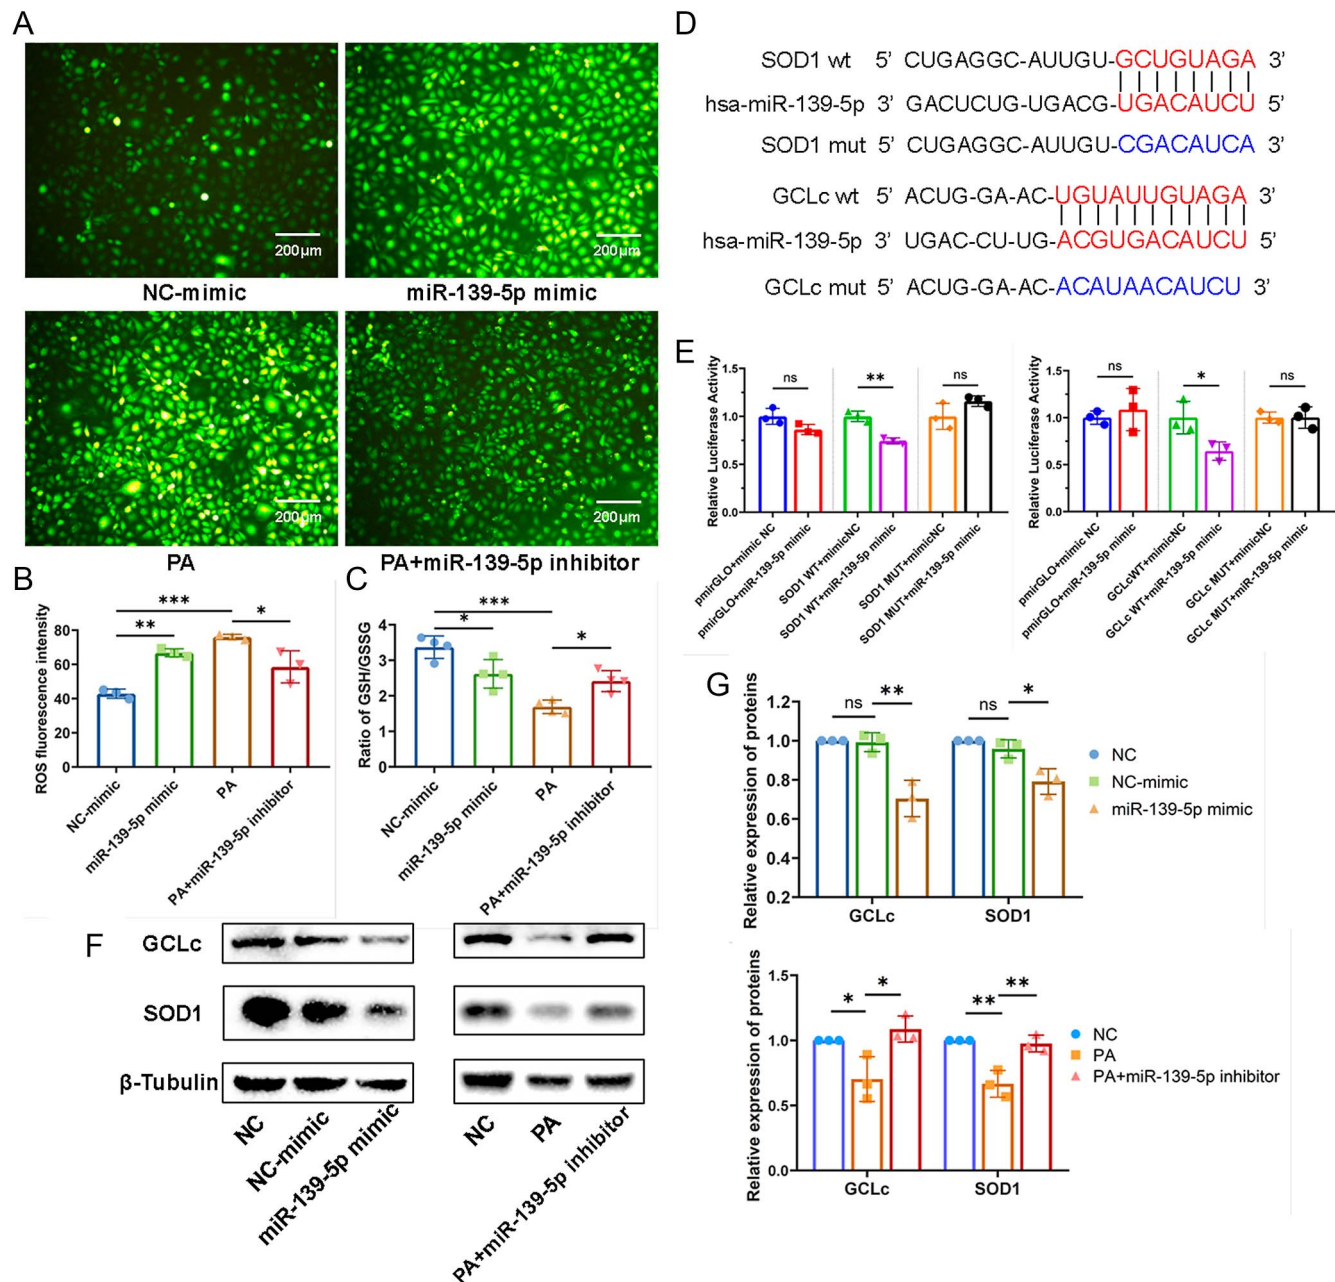 A
200μm
200μm
NC-mimic
miR-139-5p mimic
200μm
200μm
PA
PA+miR-139-5p inhibitor
B
ROS fluorescence intensity
80
60
40
20
0
***
**
*
NC-mimic
miR-139-5p mimic
PA
PA+miR-139-5p inhibitor
C
Ratio of GSH/GSSG
5
4
3
2
1
0
***
*
*
NC-mimic
miR-139-5p mimic
PA
PA+miR-139-5p inhibitor
D
SOD1 wt 5’ CUGAGGC-AUUGU-GCUGUAGA 3’
hsa-miR-139-5p 3’ GACUCUG-UGACG-UGACAUCU 5’
SOD1 mut 5’ CUGAGGC-AUUGU-CGACAUCA 3’
GCLc wt 5’ ACUG-GA-AC-UGUAUUGUAGA 3’
hsa-miR-139-5p 3’ UGAC-CU-UG-ACGUGACAUCU 5’
GCLc mut 5’ ACUG-GA-AC-ACAUAACAUCU 3’
E
Relative Luciferase Activity
1.5
1.0
0.5
0.0
ns
**
ns
pmirGLO+mimic NC
pmirGLO+miR-139-5p mimic
SOD1 WT+mimicNC
SOD1 WT+miR-139-5p mimic
SOD1 MUT+mimicNC
SOD1 MUT+miR-139-5p mimic
Relative Luciferase Activity
1.5
1.0
0.5
0.0
ns
*
ns
pmirGLO+mimic NC
pmirGLO+miR-139-5p mimic
GCLcWT+mimicNC
GCLc WT+miR-139-5p mimic
GCLc MUT+mimicNC
GCLc MUT+miR-139-5p mimic
F
GCLc
SOD1
β-Tubulin
NC
NC-mimic
miR-139-5p mimic
NC
PA
PA+miR-139-5p inhibitor
G
Relative expression of proteins
1.2
1.0
0.8
0.6
0.4
0.2
ns
**
ns
*
GCLc
SOD1
NC
NC-mimic
miR-139-5p mimic
Relative expression of proteins
1.5
1.0
0.5
0.0
*
*
**
**
GCLc
SOD1
NC
PA
PA+miR-139-5p inhibitor